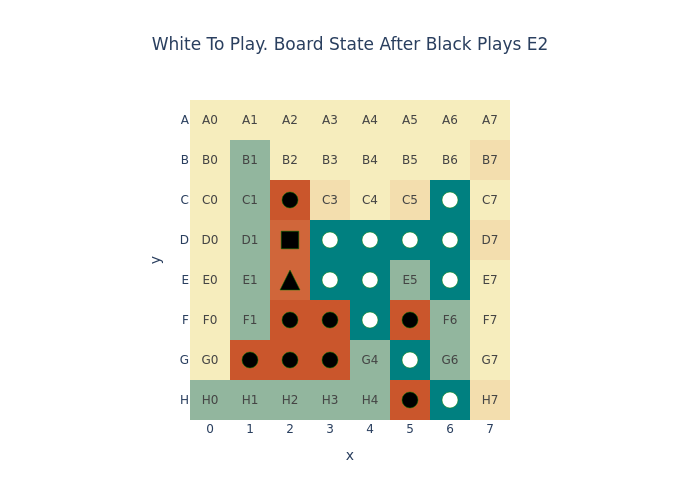 White To Play. Board State After Black Plays E2
A A0 A1 A2 A3 A4 A5 A6 A7
B B0 B1 B2 B3 B4 B5 B6 B7
C C0 C1 C3 C4 C5 C7
D D0 D1 D7
y
E E0 E1 E5 E7
F F0 F1 F6 F7
G G0 G4 G6 G7
H H0 H1 H2 H3 H4 H7
0 1 2 3 4 5 6 7
x